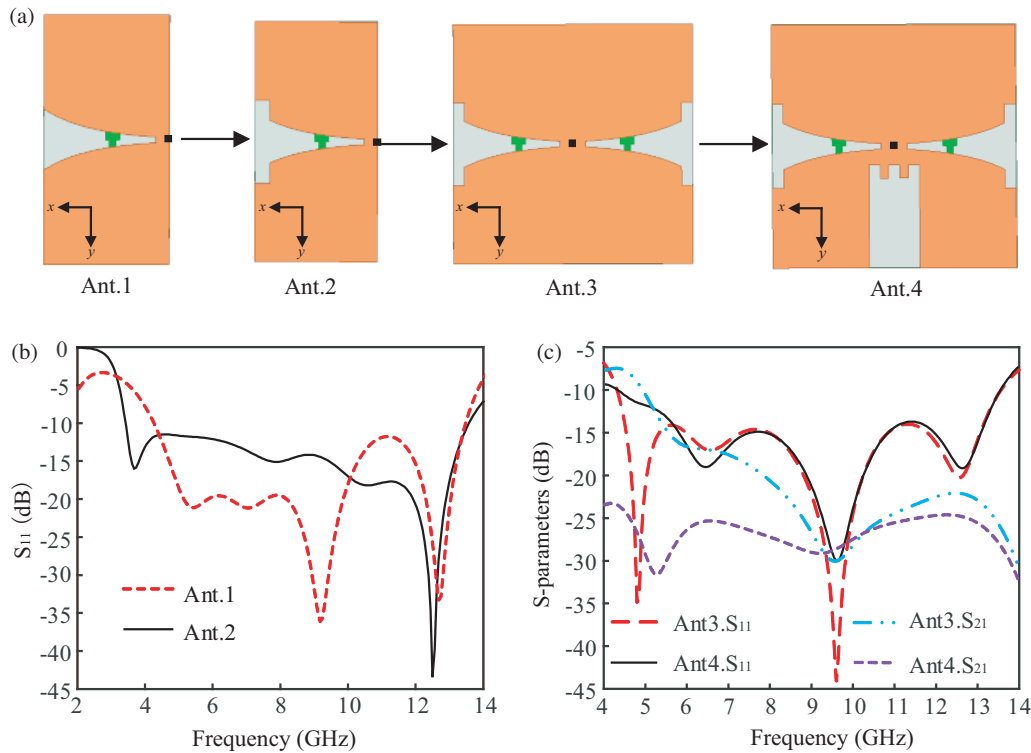 (a)
x
y
x
y
x
y
x
y
Ant.1
Ant.2
Ant.3
Ant.4
(b)
0
-5
-10
-15
-20
-25
-30
-35
-40
-45
S11 (dB)
Ant.1
Ant.2
2
4
6
8
10
12
14
Frequency (GHz)
(c)
-5
-10
-15
-20
-25
-30
-35
-40
-45
S-parameters (dB)
Ant3.S11
Ant4.S11
Ant3.S21
Ant4.S21
4
5
6
7
8
9
10
11
12
13
14
Frequency (GHz)